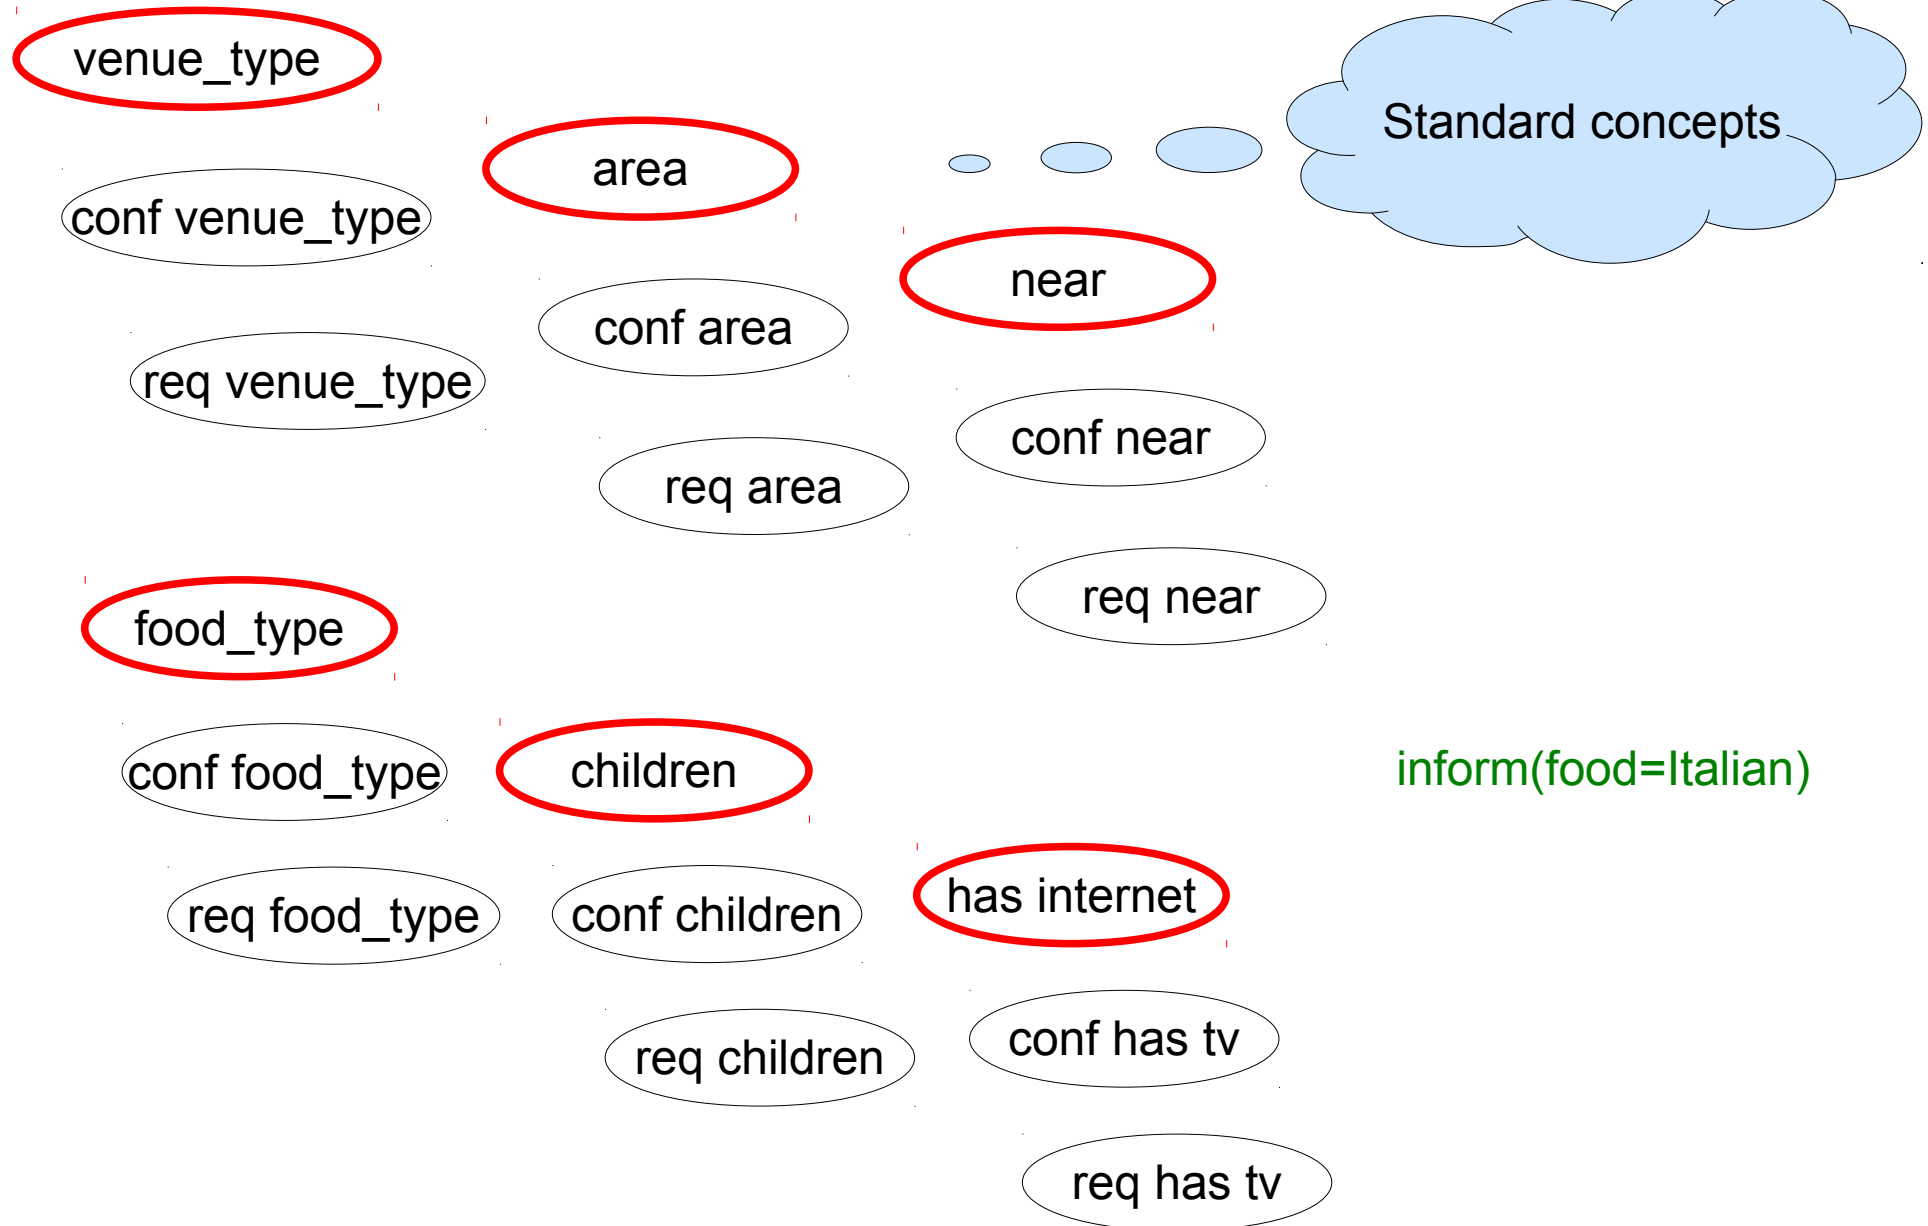 venue_type
Standard concepts
area
conf venue_type
near
conf area
req venue_type
conf near
req area
req near
food_type
conf food_type
children
inform(food=Italian)
req food_type
conf children
has internet
req children
conf has tv
req has tv